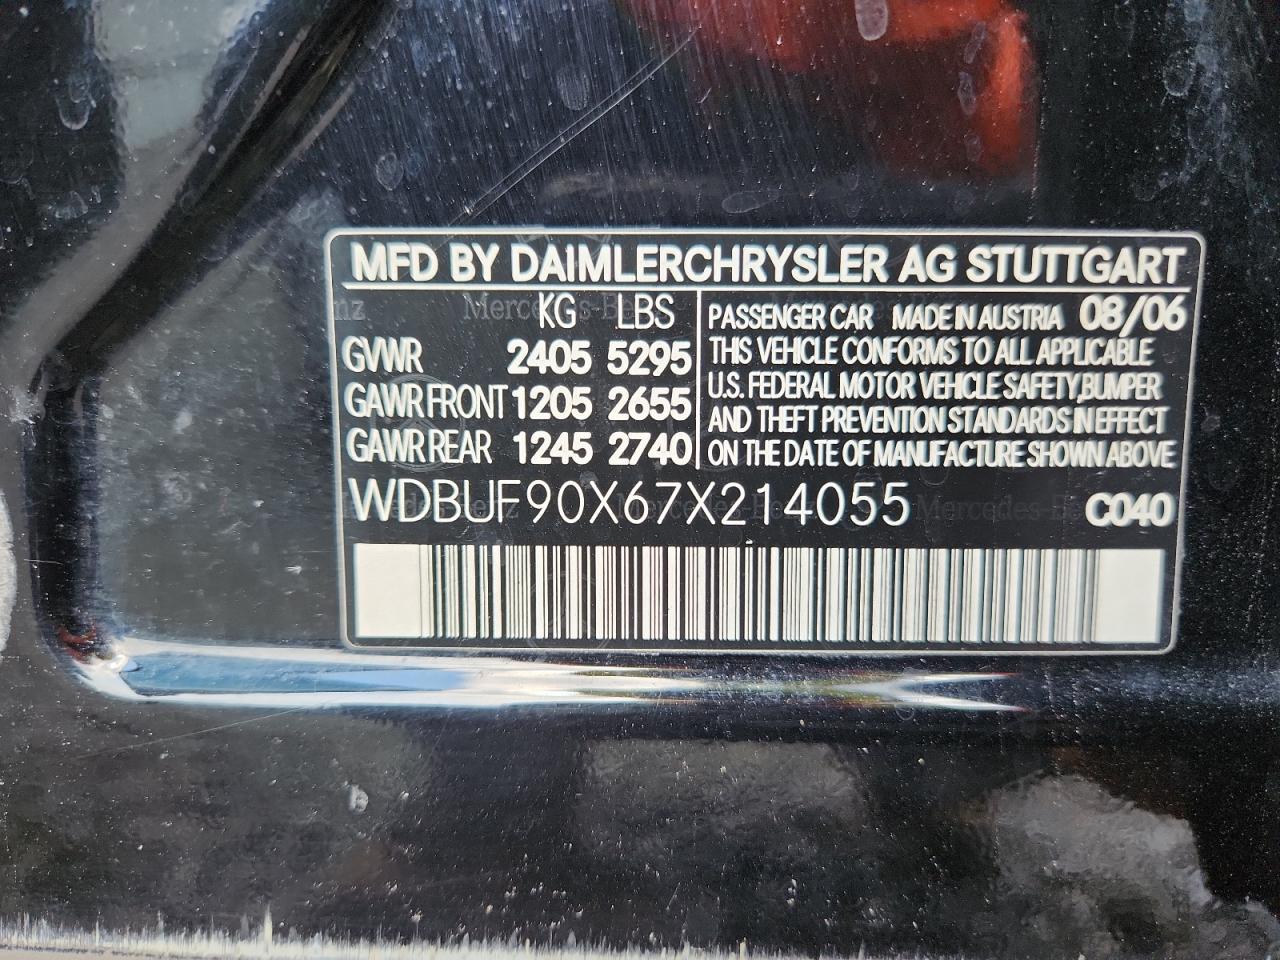 MFD BY DAIMLERCHRYSLER AG STUTTGART
KG LBS
GVWR 2405 5295
GAWR FRONT 1205 2655
GAWR REAR 1245 2740
PASSENGER CAR MADE IN AUSTRIA 08/06
THIS VEHICLE CONFORMS TO ALL APPLICABLE
U.S. FEDERAL MOTOR VEHICLE SAFETY,BUMPER
AND THEFT PREVENTION STANDARDS IN EFFECT
ON THE DATE OF MANUFACTURE SHOWN ABOVE
WDBUF90X67X214055 C040